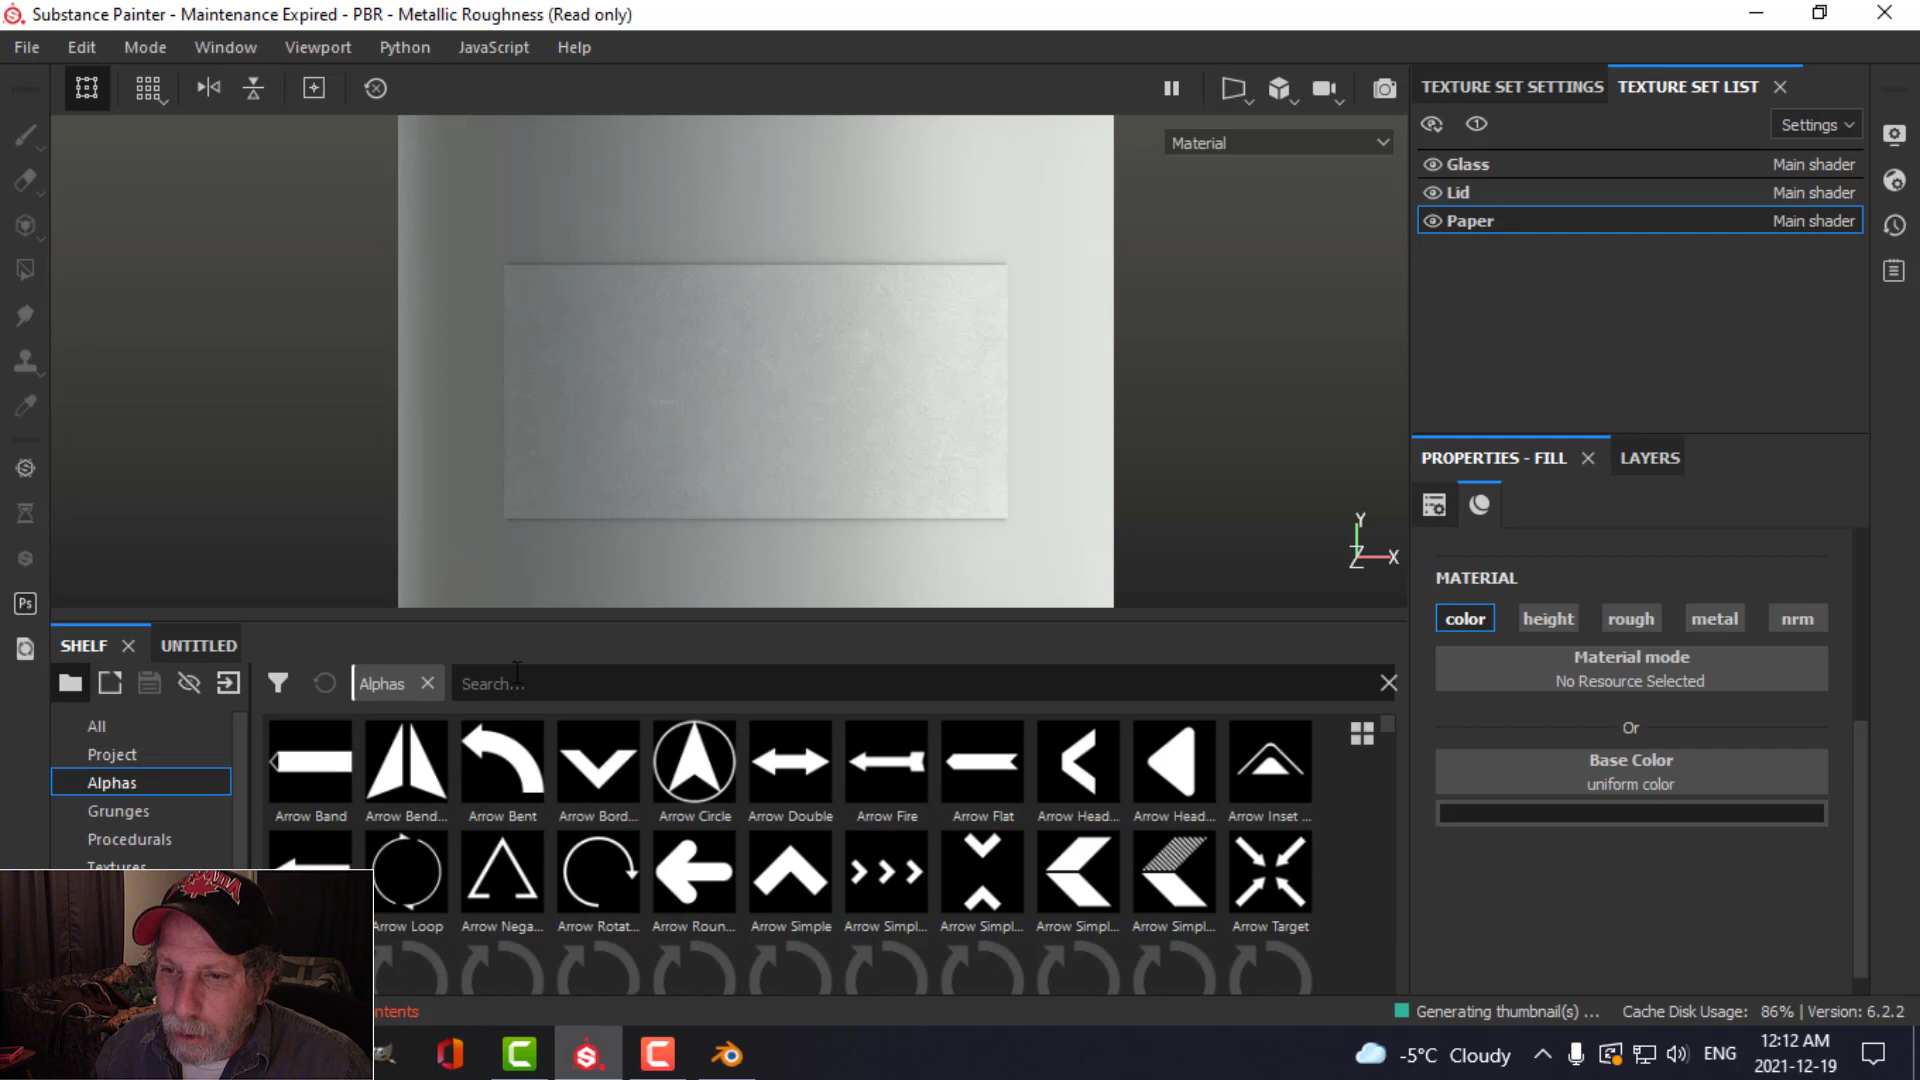 Substance Painter - Maintenance Expired - PBR - Metallic Roughness (Read only)
File Edit Mode Window Viewport Python JavaScript Help
TEXTURE SET SETTINGS TEXTURE SET LIST
Material
Settings
Glass Main shader
Lid Main shader
Paper Main shader
Y
Z X
PROPERTIES - FILL LAYERS
MATERIAL
color height rough metal nrm
Material mode
No Resource Selected
Or
Base Color
uniform color
SHELF UNTITLED
Alphas Search...
All
Project
Alphas
Grunges
Procedurals
Textures
Arrow Band Arrow Bend... Arrow Bent Arrow Bord... Arrow Circle Arrow Double Arrow Fire Arrow Flat Arrow Head... Arrow Head... Arrow Inset ...
Arrow Loop Arrow Nega... Arrow Rotat... Arrow Roun... Arrow Simple Arrow Simpl... Arrow Simpl... Arrow Simpl... Arrow Simpl... Arrow Target
Generating thumbnail(s) ... Cache Disk Usage: 86% | Version: 6.2.2
Ps
-5°C Cloudy ENG
12:12 AM
2021-12-19